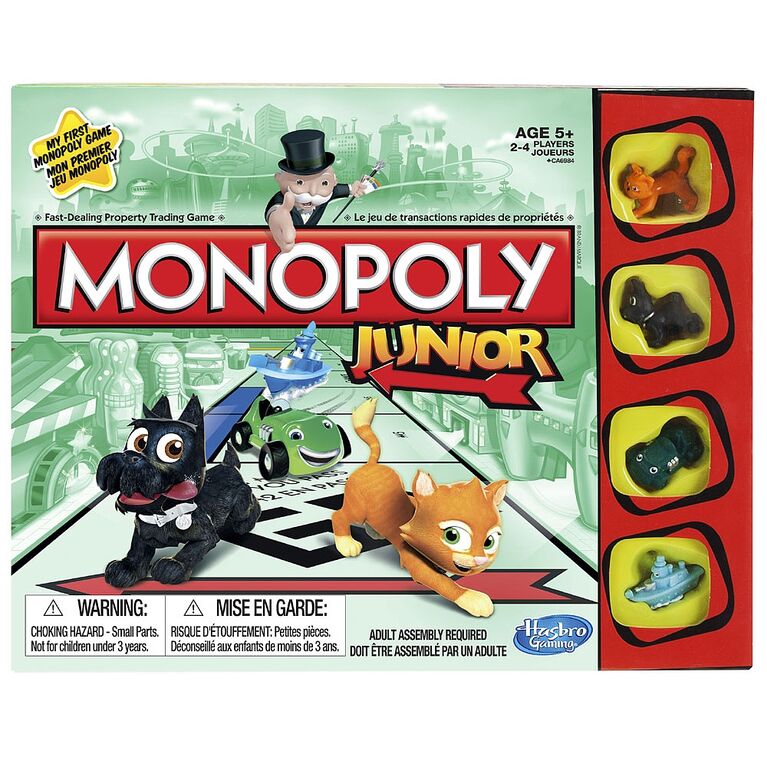 MY FIRST
MONOPOLY GAME
MON PREMIER
JEU MONOPOLY
AGE 5+
2-4 PLAYERS
JOUEURS
+CA6984
Fast-Dealing Property Trading Game
Le jeu de transactions rapides de propriétés
MONOPOLY
JUNIOR
WARNING:
CHOKING HAZARD - Small Parts.
Not for children under 3 years.
MISE EN GARDE:
RISQUE D'ÉTOUFFEMENT: Petites pièces.
Déconseillé aux enfants de moins de 3 ans.
ADULT ASSEMBLY REQUIRED
DOIT ÊTRE ASSEMBLÉ PAR UN ADULTE
Hasbro
Gaming